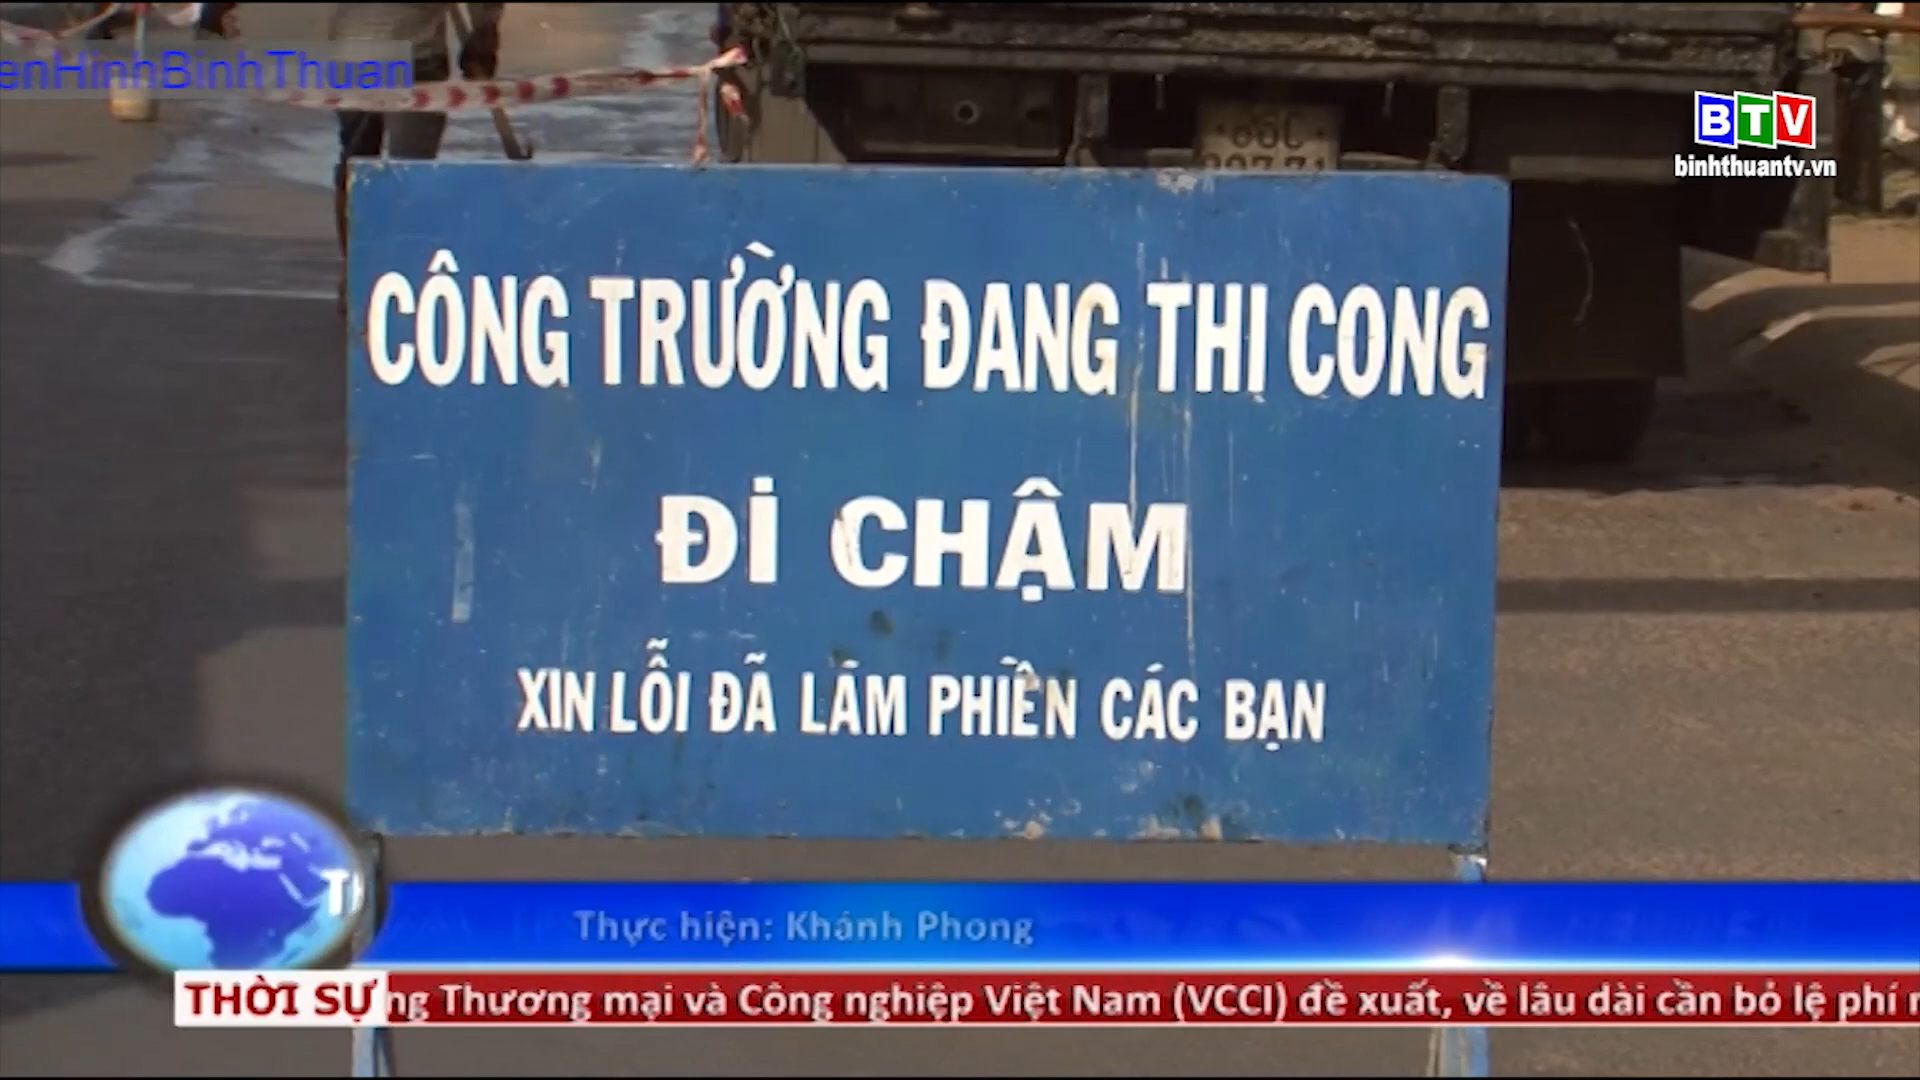 enHinhBinhThuan
BTV
binhthuantv.vn
CÔNG TRƯỜNG ĐANG THI CONG
ĐI CHẬM
XIN LỖI ĐÃ LÀM PHIỀN CÁC BẠN
Thực hiện: Khánh Phong
THỜI SỰ
ng Thương mại và Công nghiệp Việt Nam (VCCI) đề xuất, về lâu dài cần bỏ lệ phí